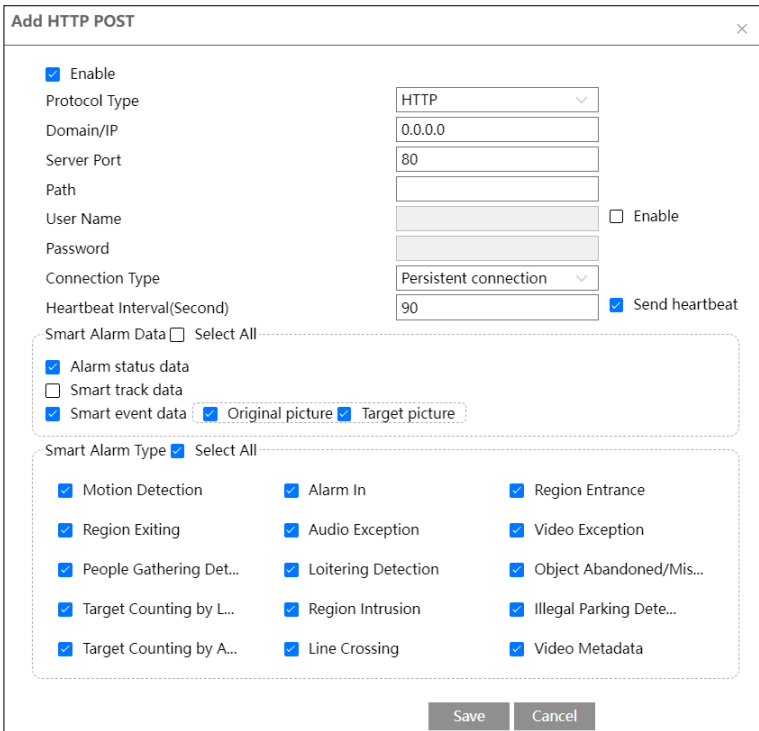 Add HTTP POST
Enable
Protocol Type HTTP
Domain/IP 0.0.0.0
Server Port 80
Path
User Name Enable
Password
Connection Type Persistent connection
Heartbeat Interval(Second) 90 Send heartbeat
Smart Alarm Data Select All
Alarm status data
Smart track data
Smart event data Original picture Target picture
Smart Alarm Type Select All
Motion Detection Alarm In Region Entrance
Region Exiting Audio Exception Video Exception
People Gathering Det... Loitering Detection Object Abandoned/Mis...
Target Counting by L... Region Intrusion Illegal Parking Dete...
Target Counting by A... Line Crossing Video Metadata
Save Cancel